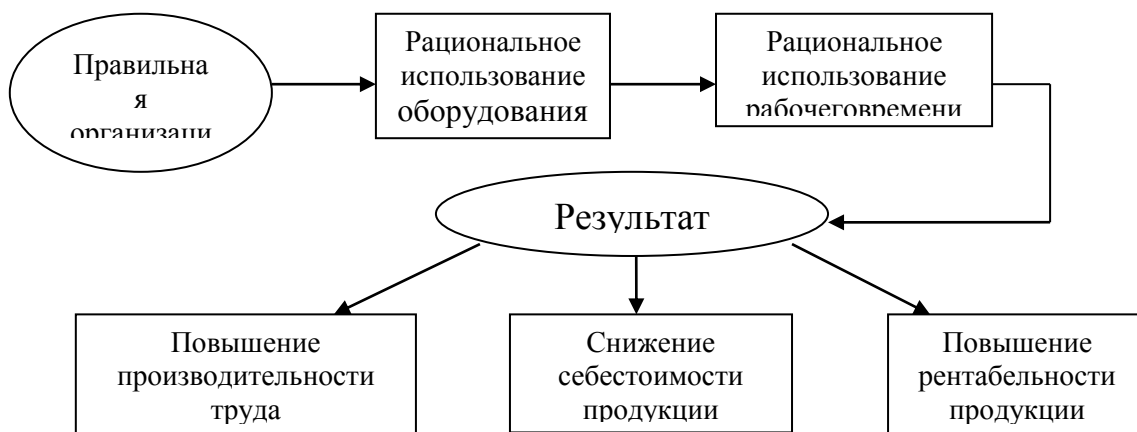 Правильна
я
организаци
Рациональное
использование
оборудования
Рациональное
использование
рабочеговремени
Результат
Повышение
производительности
труда
Снижение
себестоимости
продукции
Повышение
рентабельности
продукции